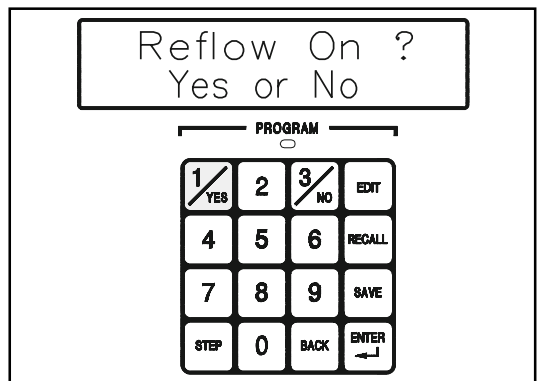 Reflow On ?
Yes or No
PROGRAM
1/YES 2 3/NO EDIT
4 5 6 RECALL
7 8 9 SAVE
STEP 0 BACK ENTER